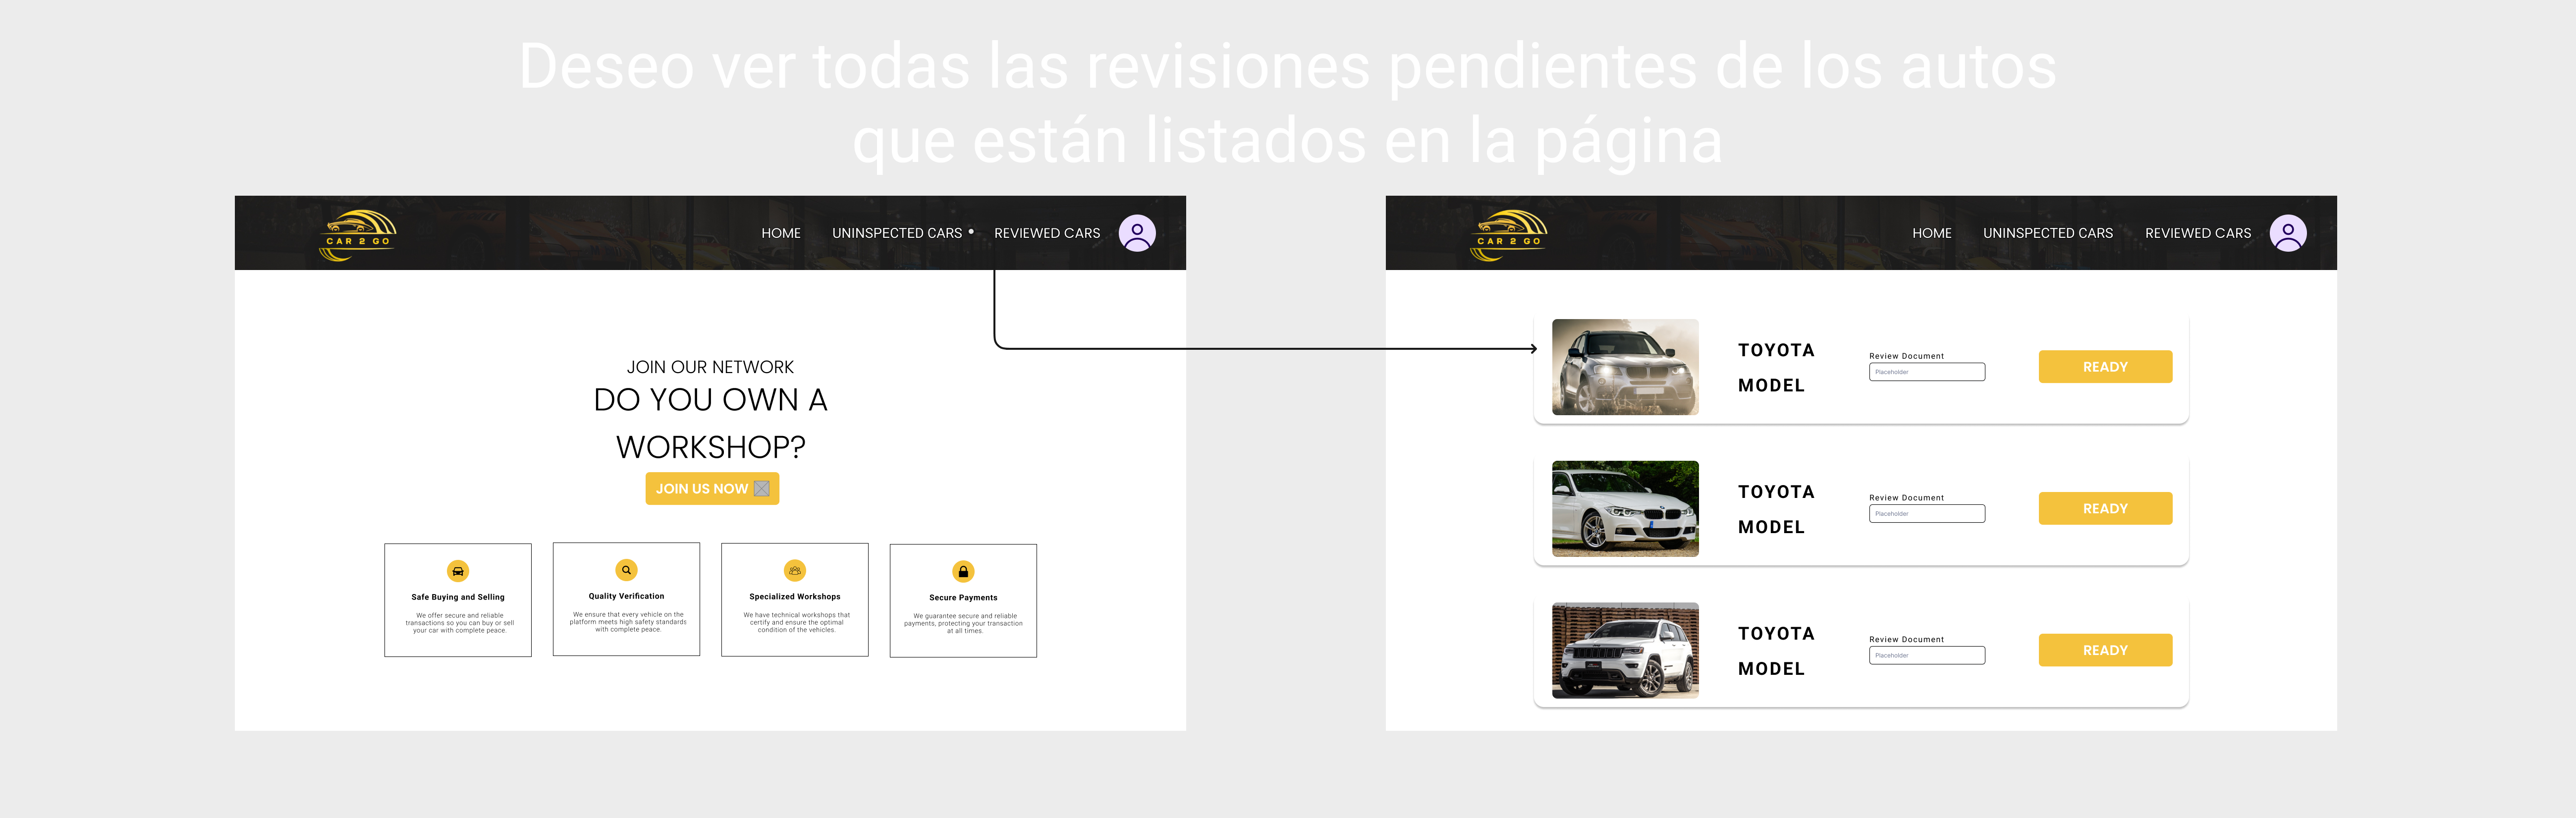 Deseo ver todas las revisiones pendientes de los autos
que están listados en la página
CAR 2 GO
HOME
UNINSPECTED CARS
REVIEWED CARS
JOIN OUR NETWORK
DO YOU OWN A
WORKSHOP?
JOIN US NOW
Safe Buying and Selling
We offer secure and reliable
transactions so you can buy or sell
your car with complete peace.
Quality Verification
We ensure that every vehicle on the
platform meets high safety standards
with complete peace.
Specialized Workshops
We have technical workshops that
certify and ensure the optimal
condition of the vehicles.
Secure Payments
We guarantee secure and reliable
payments, protecting your transaction
at all times.
CAR 2 GO
HOME
UNINSPECTED CARS
REVIEWED CARS
TOYOTA
MODEL
Review Document
Placeholder
READY
TOYOTA
MODEL
Review Document
Placeholder
READY
TOYOTA
MODEL
Review Document
Placeholder
READY